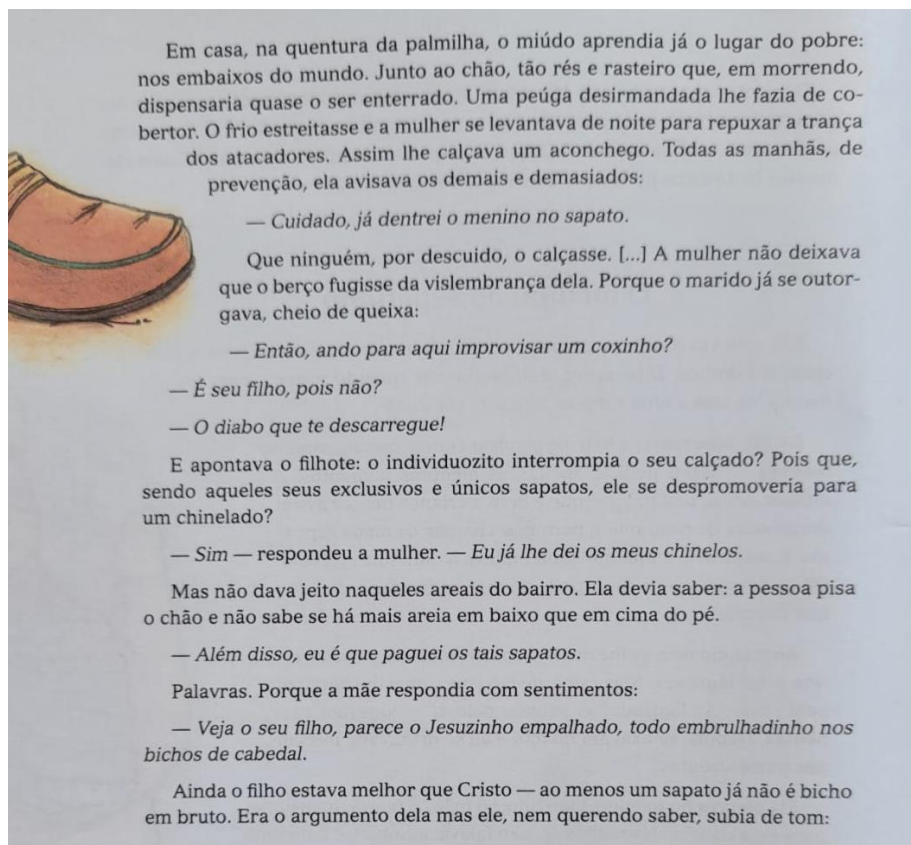 Em casa, na quentura da palmilha, o miúdo aprendia já o lugar do pobre:
nos embaixos do mundo. Junto ao chão, tão rés e rasteiro que, em morrendo,
dispensaria quase o ser enterrado. Uma peúga desirmandada lhe fazia de co-
bertor. O frio estreitasse e a mulher se levantava de noite para repuxar a trança
dos atacadores. Assim lhe calçava um aconchego. Todas as manhãs, de
prevenção, ela avisava os demais e demasiados:
— Cuidado, já dentrei o menino no sapato.
Que ninguém, por descuido, o calçasse. [...] A mulher não deixava
que o berço fugisse da vislembrança dela. Porque o marido já se outor-
gava, cheio de queixa:
— Então, ando para aqui improvisar um coxinho?
— É seu filho, pois não?
— O diabo que te descarregue!
E apontava o filhote: o individuozito interrompia o seu calçado? Pois que,
sendo aqueles seus exclusivos e únicos sapatos, ele se despromoveria para
um chinelado?
— Sim — respondeu a mulher. — Eu já lhe dei os meus chinelos.
Mas não dava jeito naqueles areais do bairro. Ela devia saber: a pessoa pisa
o chão e não sabe se há mais areia em baixo que em cima do pé.
— Além disso, eu é que paguei os tais sapatos.
Palavras. Porque a mãe respondia com sentimentos:
— Veja o seu filho, parece o Jesuzinho empalhado, todo embrulhadinho nos
bichos de cabedal.
Ainda o filho estava melhor que Cristo — ao menos um sapato já não é bicho
em bruto. Era o argumento dela mas ele, nem querendo saber, subia de tom: